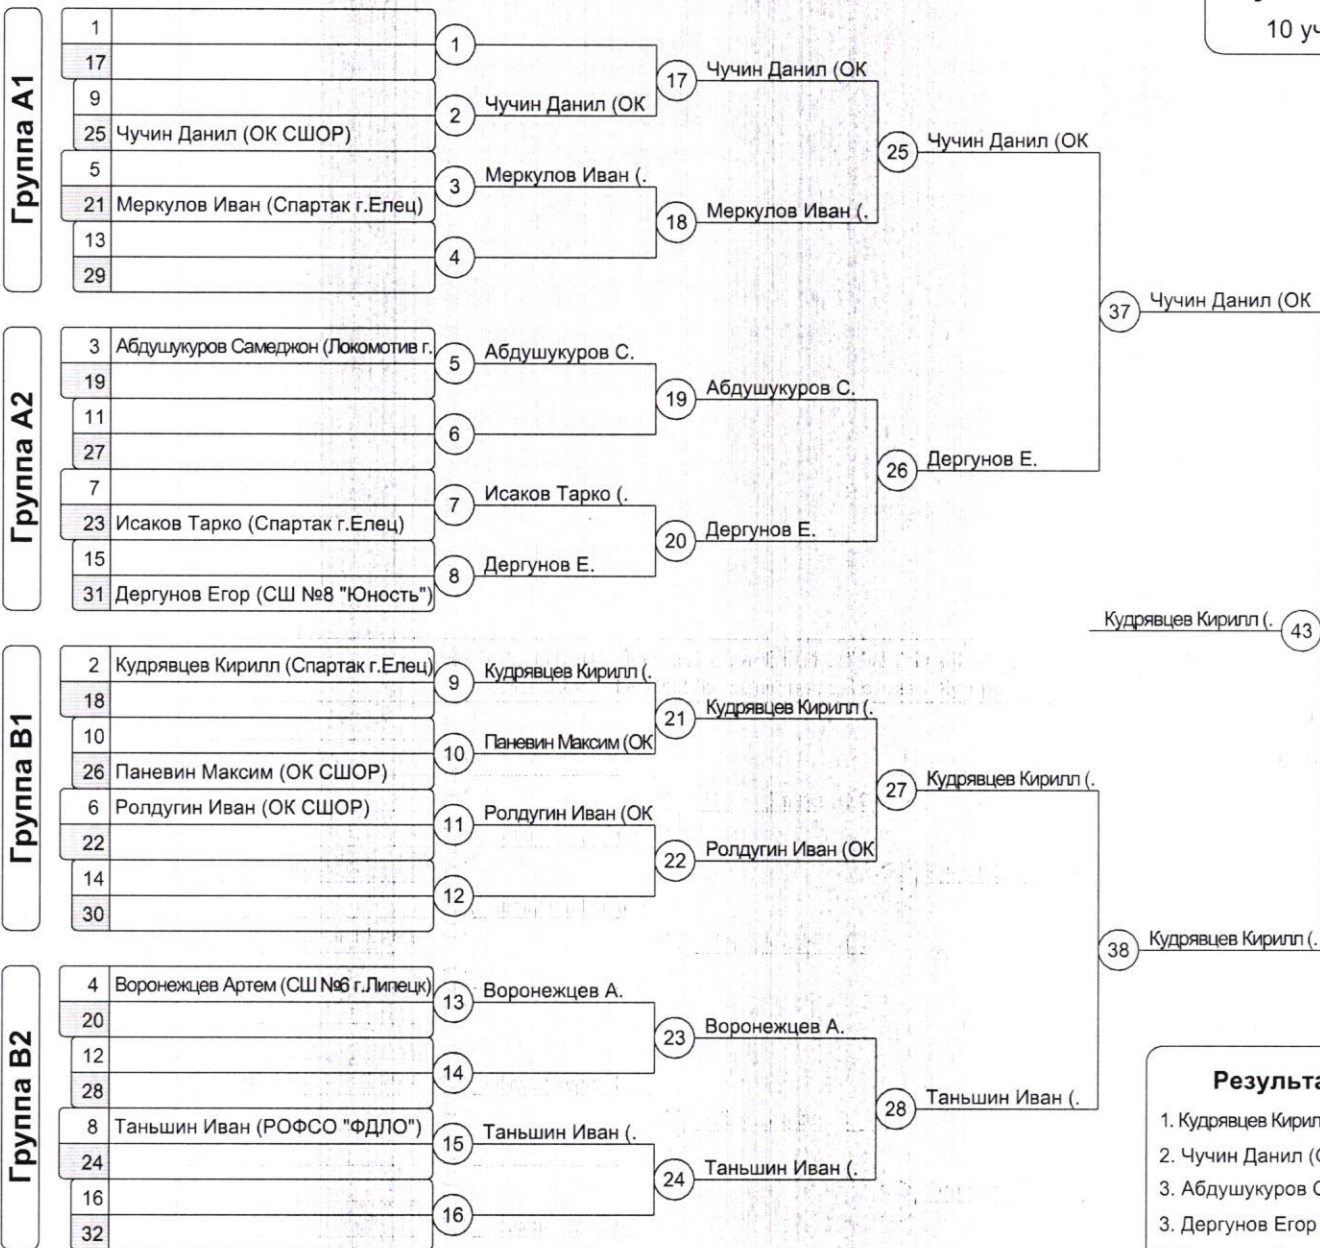 10 уч
Группа A1
1
17
9
25 Чучин Данил (ОК СШОР)
5
21 Меркулов Иван (Спартак г.Елец)
13
29
1
2 Чучин Данил (ОК
3 Меркулов Иван (.
4
17 Чучин Данил (ОК
18 Меркулов Иван (.
25 Чучин Данил (ОК
Группа A2
3 Абдушукуров Самеджон (Локомотив г.
19
11
27
7
23 Исаков Тарко (Спартак г.Елец)
15
31 Дергунов Егор (СШ №8 "Юность")
5 Абдушукуров С.
6
7 Исаков Тарко (.
8 Дергунов Е.
19 Абдушукуров С.
20 Дергунов Е.
26 Дергунов Е.
37 Чучин Данил (ОК
Кудрявцев Кирилл (. 43
Группа B1
2 Кудрявцев Кирилл (Спартак г.Елец)
18
10
26 Паневин Максим (ОК СШОР)
6 Ролдугин Иван (ОК СШОР)
22
14
30
9 Кудрявцев Кирилл (.
10 Паневин Максим (ОК
11 Ролдугин Иван (ОК
12
21 Кудрявцев Кирилл (.
22 Ролдугин Иван (ОК
27 Кудрявцев Кирилл (.
Группа B2
4 Воронежцев Артем (СШ №6 г.Липецк)
20
12
28
8 Таньшин Иван (РОФСО "ФДЛО")
24
16
32
13 Воронежцев А.
14
15 Таньшин Иван (.
16
23 Воронежцев А.
24 Таньшин Иван (.
28 Таньшин Иван (.
38 Кудрявцев Кирилл (.
Результа
1. Кудрявцев Кирил
2. Чучин Данил (О
3. Абдушукуров С
3. Дергунов Егор